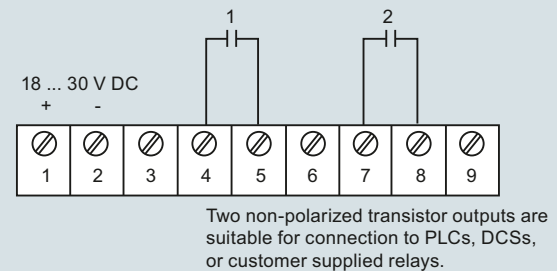 1 2
18 ... 30 V DC
+ -
1 2 3 4 5 6 7 8 9
Two non-polarized transistor outputs are
suitable for connection to PLCs, DCSs,
or customer supplied relays.